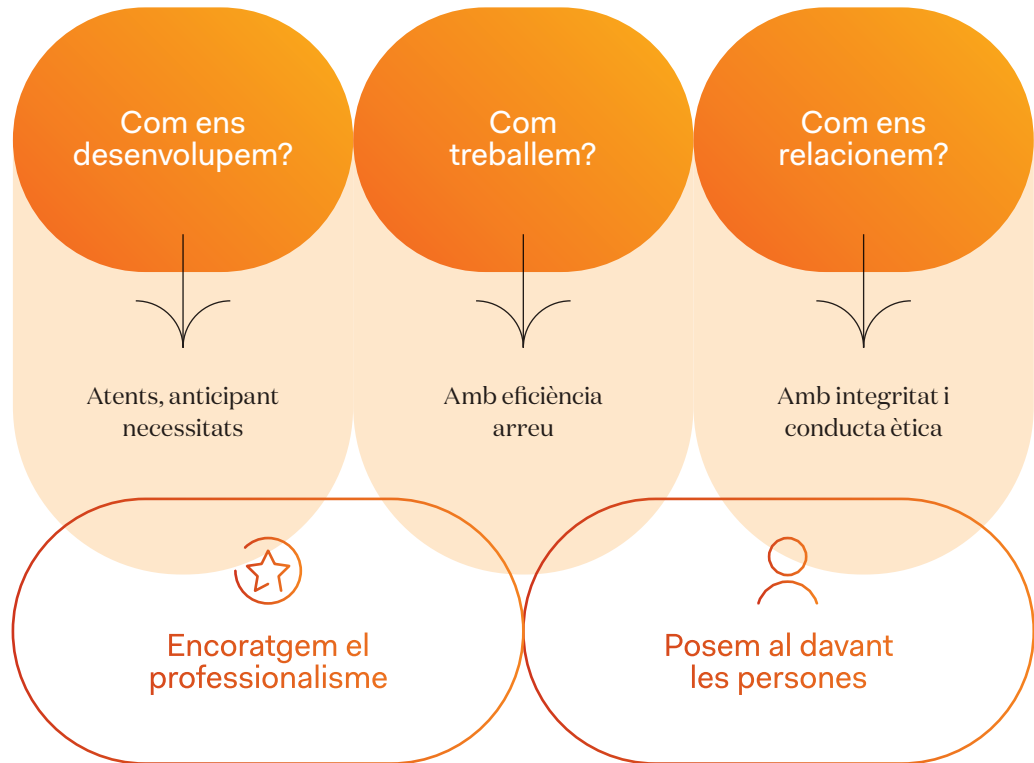 Com ens
desenvolupem?
Com
treballem?
Com ens
relacionem?
Atents, anticipant
necessitats
Amb eficiència
arreu
Amb integritat i
conducta ètica
Encoratgem el
professionalisme
Posem al davant
les persones